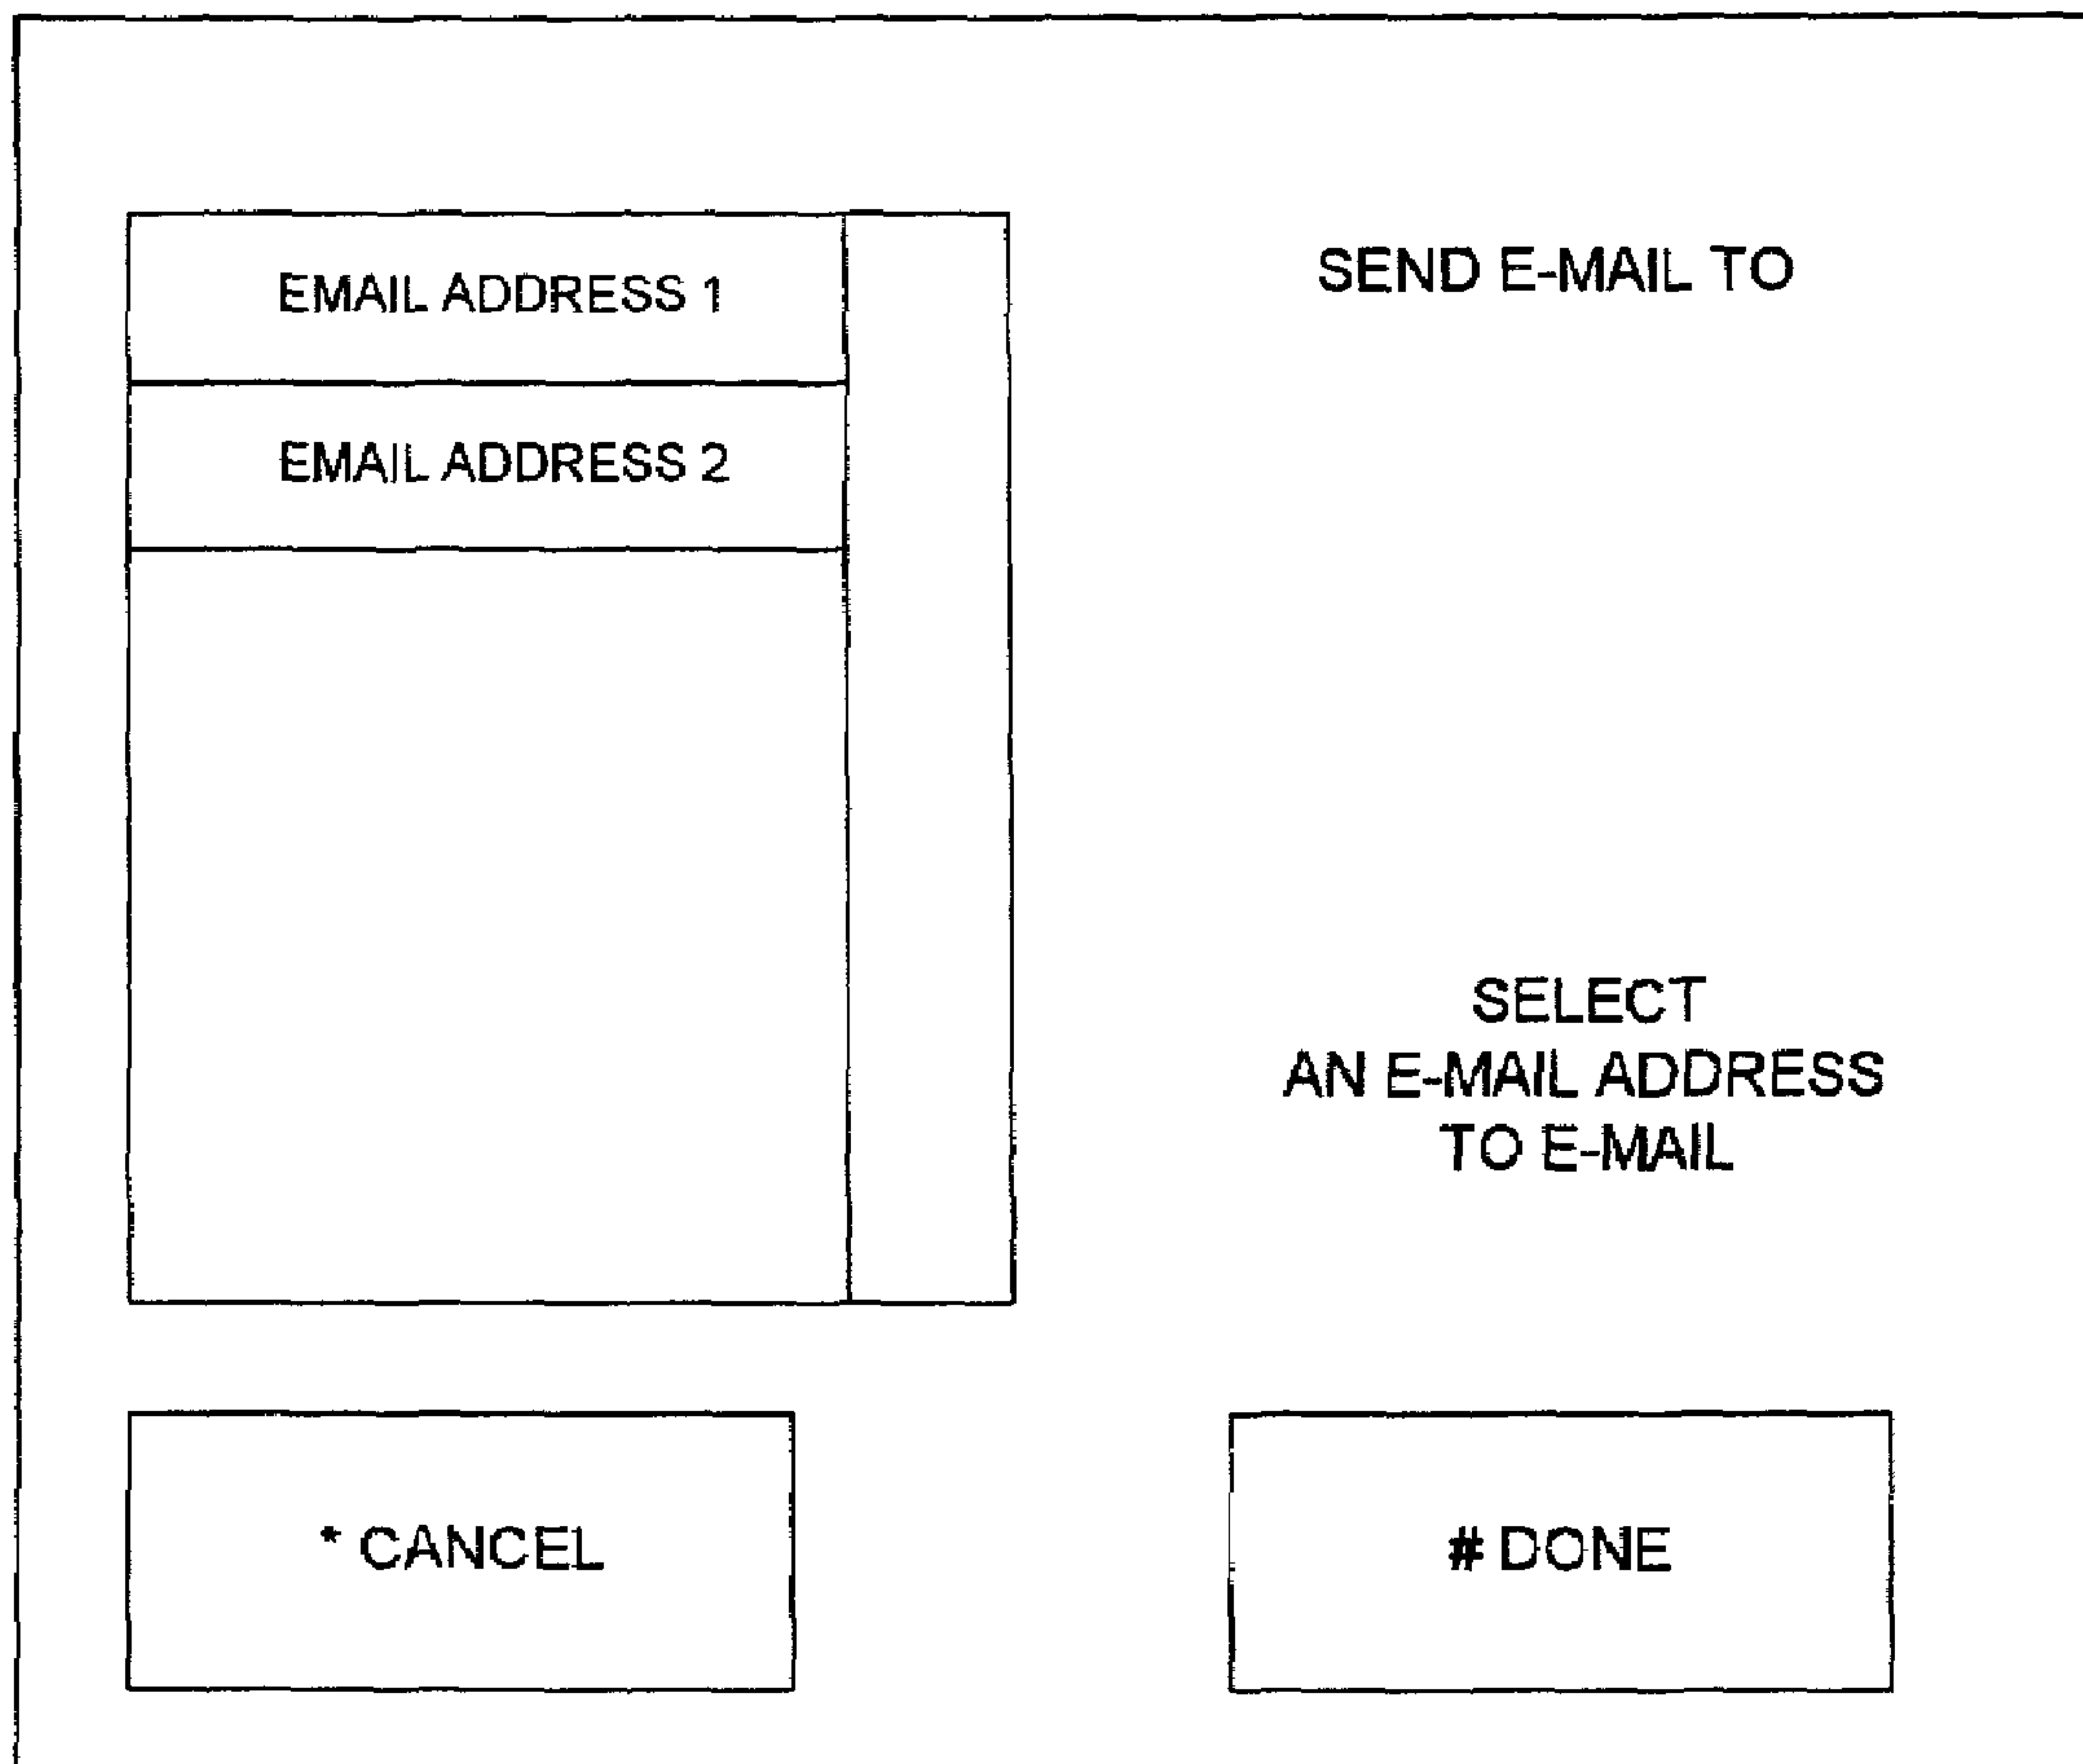 EMAIL ADDRESS 1
EMAIL ADDRESS 2
SEND E-MAIL TO
SELECT
AN E-MAIL ADDRESS
TO E-MAIL
* CANCEL
# DONE